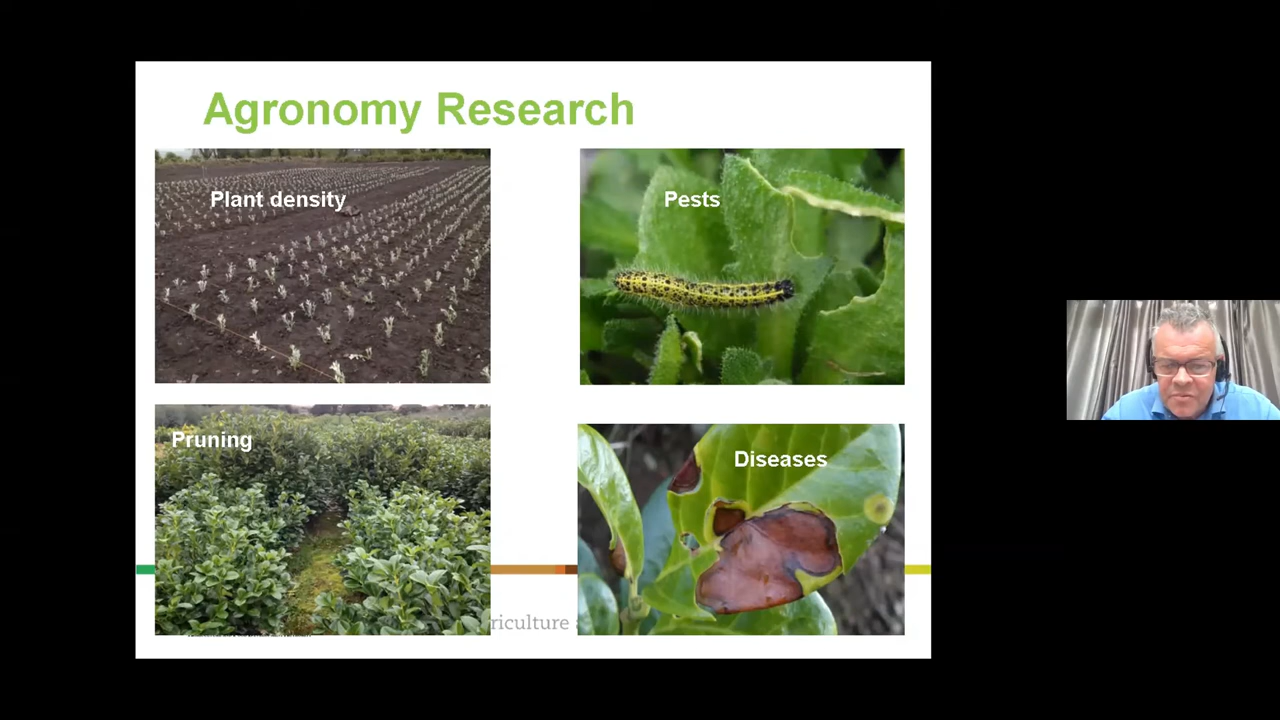 Agronomy Research
Plant density
Pests
Pruning
Diseases
riculture